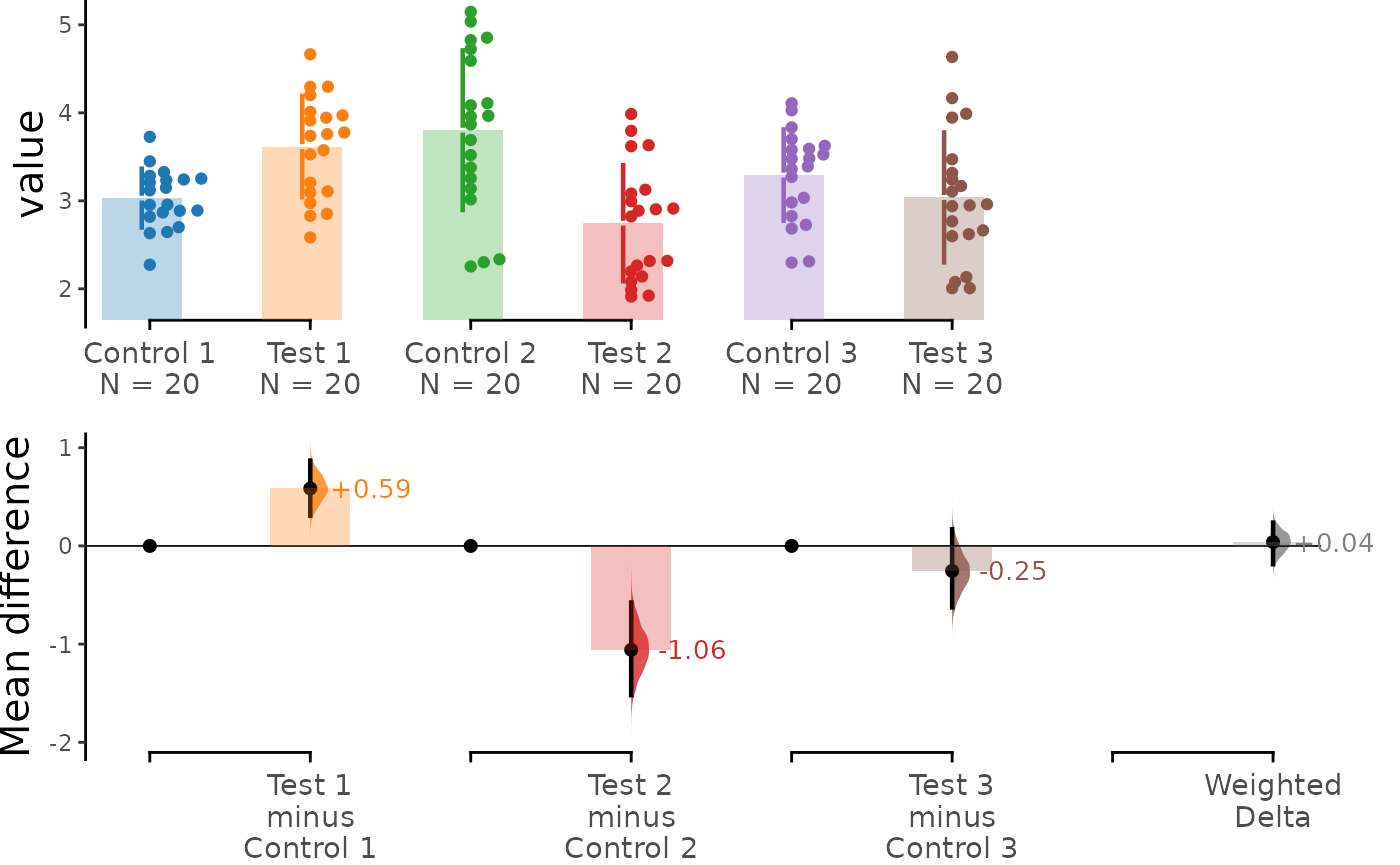 value
5
4
3
2
Control 1
N = 20
Test 1
N = 20
Control 2
N = 20
Test 2
N = 20
Control 3
N = 20
Test 3
N = 20
Mean difference
1
0
-1
-2
+0.59
-1.06
-0.25
+0.04
Test 1
minus
Control 1
Test 2
minus
Control 2
Test 3
minus
Control 3
Weighted
Delta